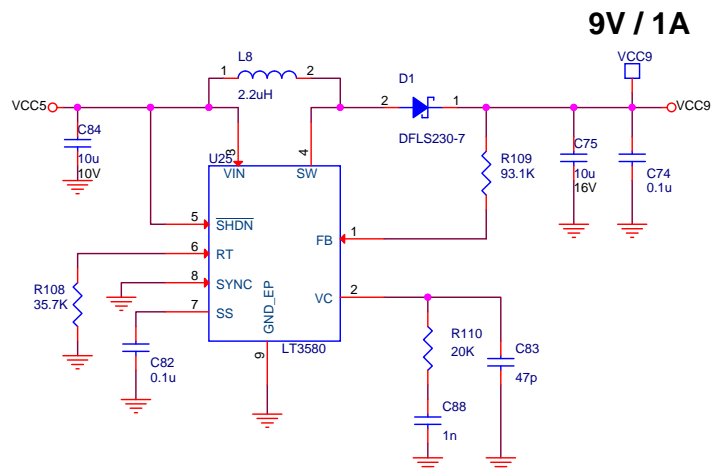 9V / 1A
VCC9
L8
1
2
2.2uH
D1
2
1
DFLS230-7
VCC5
VCC9
C84
10u
10V
U25
3
4
VIN
SW
R109
93.1K
C75
10u
16V
C74
0.1u
5
SHDN
FB
1
6
RT
8
SYNC
7
SS
GND_EP
VC
2
R108
35.7K
9
LT3580
C82
0.1u
R110
20K
C83
47p
C88
1n